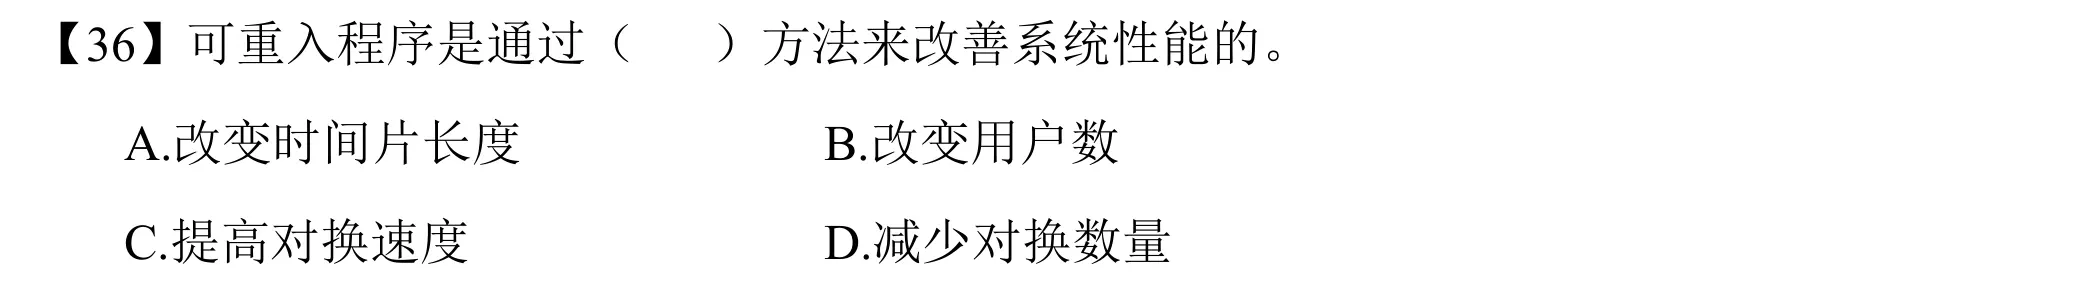 【36】可重入程序是通过（ ）方法来改善系统性能的。
A.改变时间片长度 B.改变用户数
C.提高对换速度 D.减少对换数量